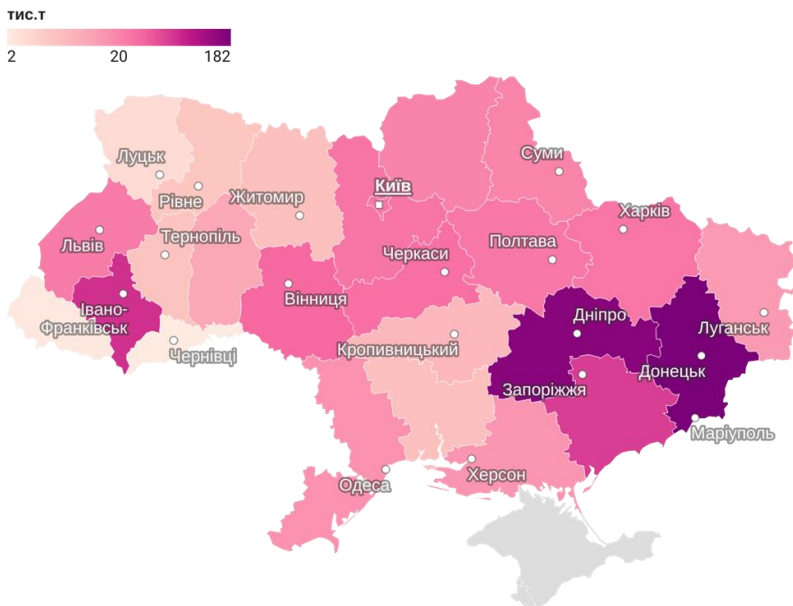 тис.т
2 20 182
Луцьк
Рівне
Житомир
Київ
Суми
Харків
Львів
Тернопіль
Черкаси
Полтава
Вінниця
Івано-
Франківськ
Чернівці
Кропивницький
Дніпро
Луганськ
Запоріжжя
Донецьк
Маріуполь
Одеса
Херсон